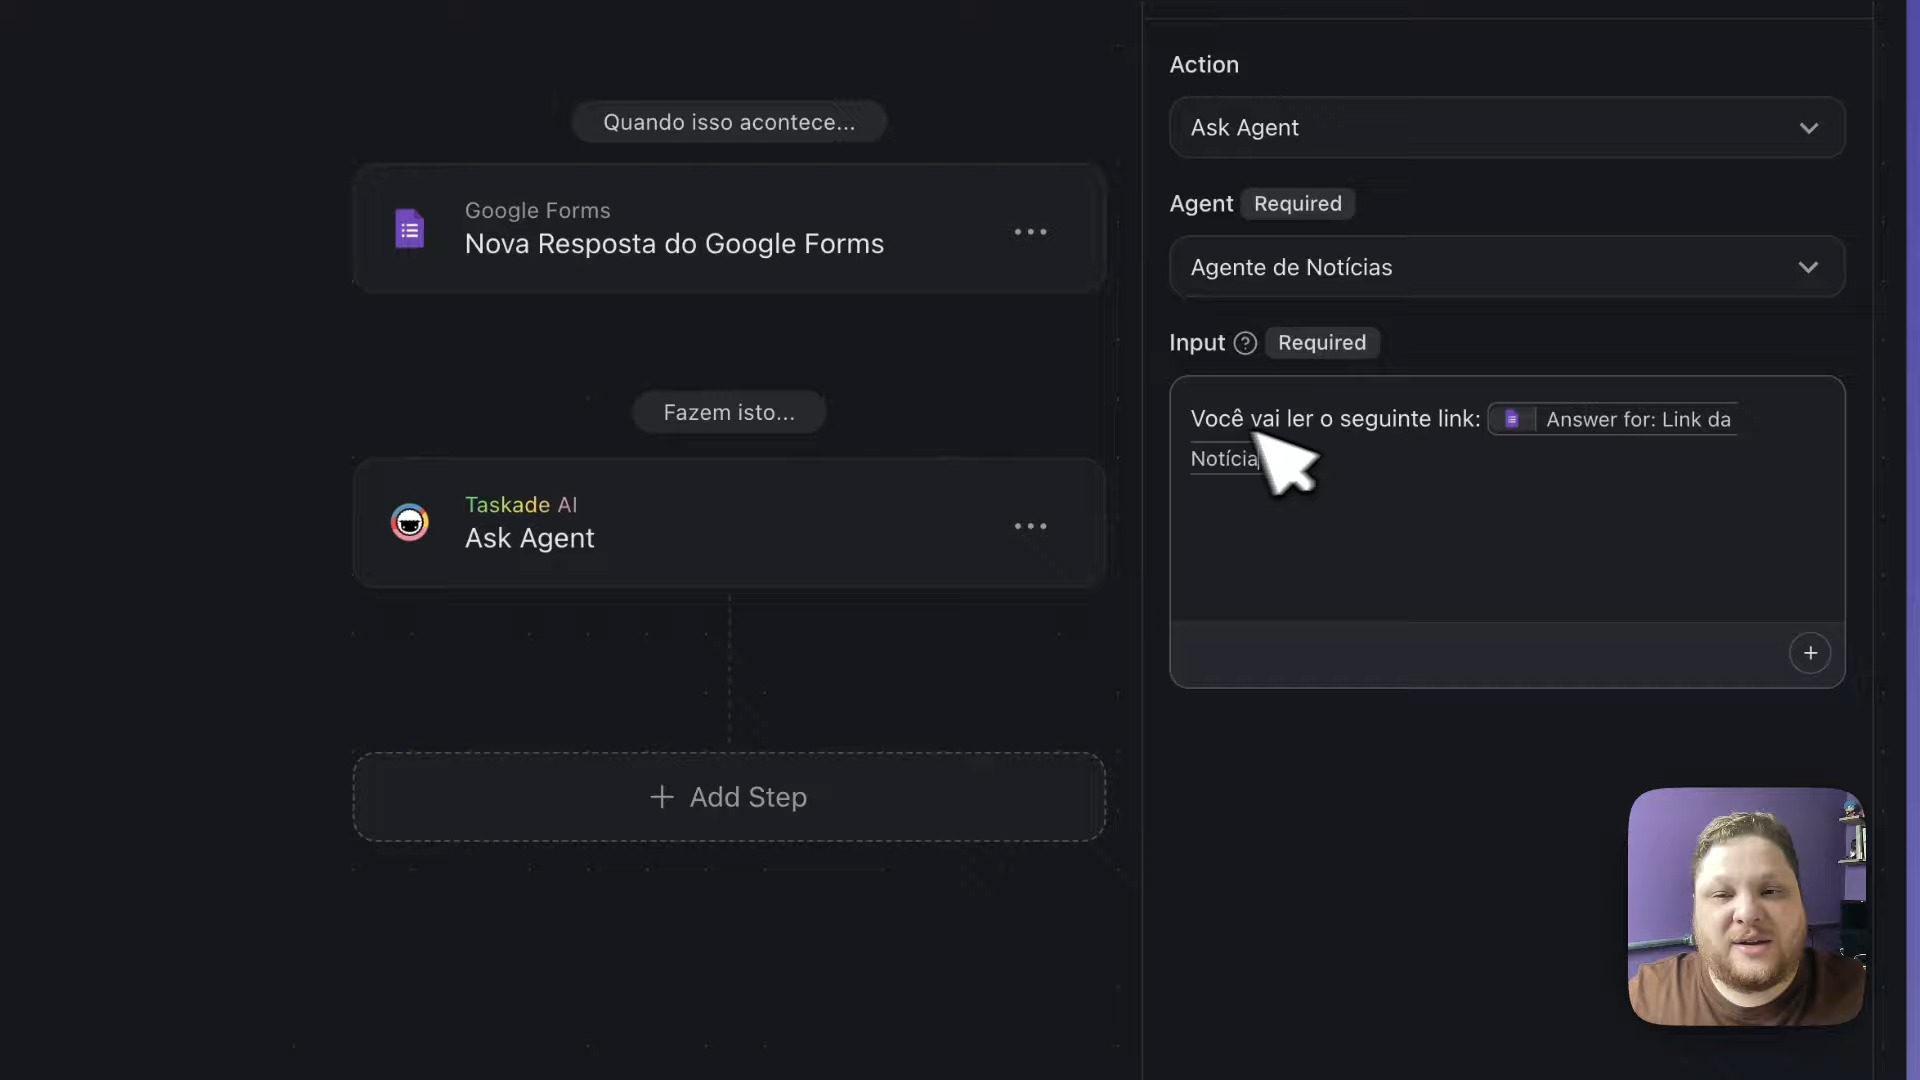 Quando isso acontece...
Google Forms
Nova Resposta do Google Forms
Fazem isto...
Taskade AI
Ask Agent
+ Add Step
Action
Ask Agent
Agent Required
Agente de Notícias
Input ? Required
Você vai ler o seguinte link: Answer for: Link da
Notícia
+